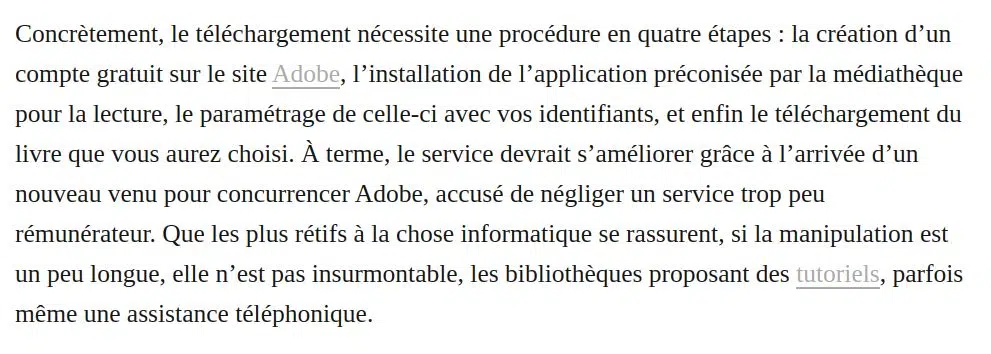 Concrètement, le téléchargement nécessite une procédure en quatre étapes : la création d’un
compte gratuit sur le site Adobe, l’installation de l’application préconisée par la médiathèque
pour la lecture, le paramétrage de celle-ci avec vos identifiants, et enfin le téléchargement du
livre que vous aurez choisi. À terme, le service devrait s’améliorer grâce à l’arrivée d’un
nouveau venu pour concurrencer Adobe, accusé de négliger un service trop peu
rémunérateur. Que les plus rétifs à la chose informatique se rassurent, si la manipulation est
un peu longue, elle n’est pas insurmontable, les bibliothèques proposant des tutoriels, parfois
même une assistance téléphonique.